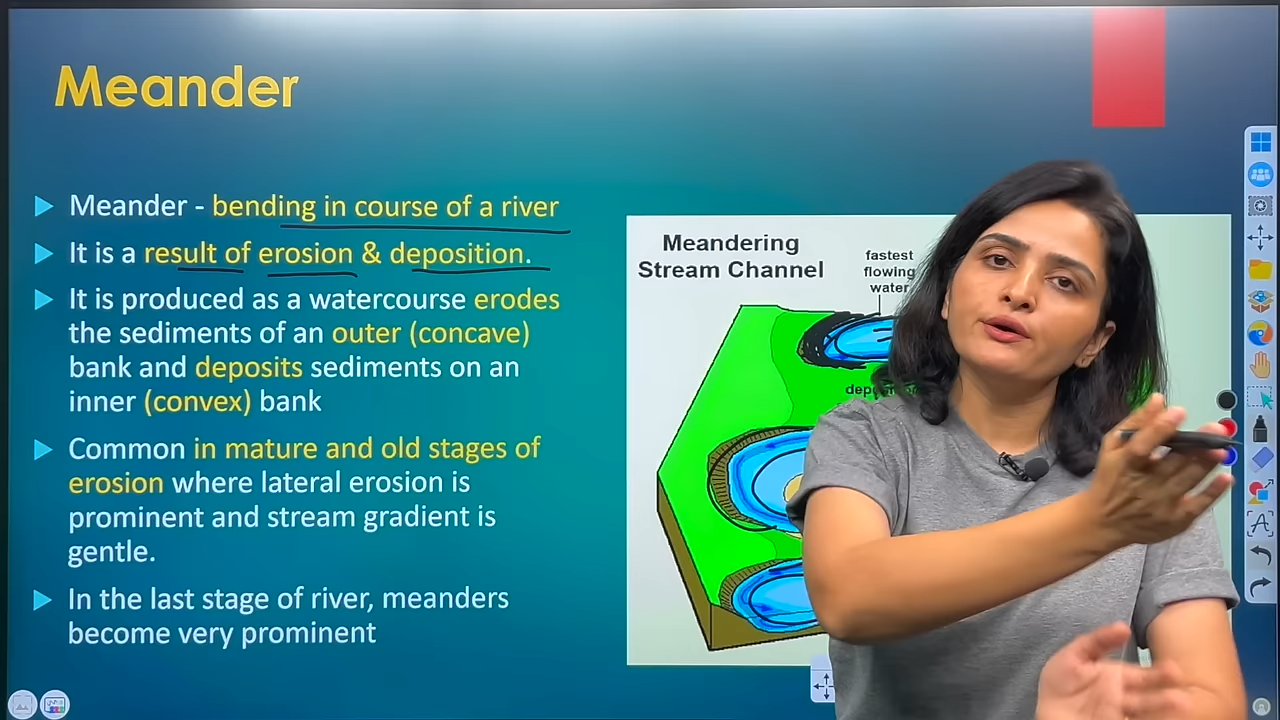 Meander
Meander - bending in course of a river
It is a result of erosion & deposition.
It is produced as a watercourse erodes
the sediments of an outer (concave)
bank and deposits sediments on an
inner (convex) bank
Common in mature and old stages of
erosion where lateral erosion is
prominent and stream gradient is
gentle.
In the last stage of river, meanders
become very prominent
Meandering
Stream Channel
fastest
flowing
water